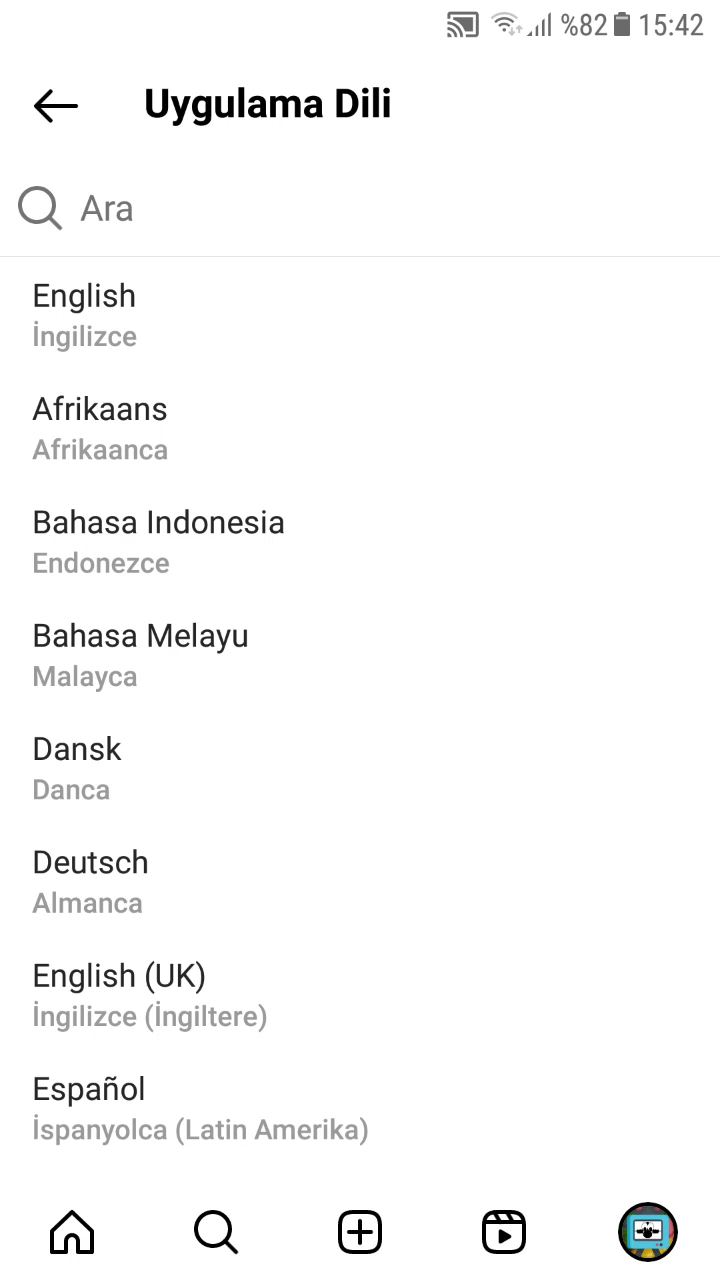 %82 15:42
Uygulama Dili
Ara
English
İngilizce
Afrikaans
Afrikaanca
Bahasa Indonesia
Endonezce
Bahasa Melayu
Malayca
Dansk
Danca
Deutsch
Almanca
English (UK)
İngilizce (İngiltere)
Español
İspanyolca (Latin Amerika)